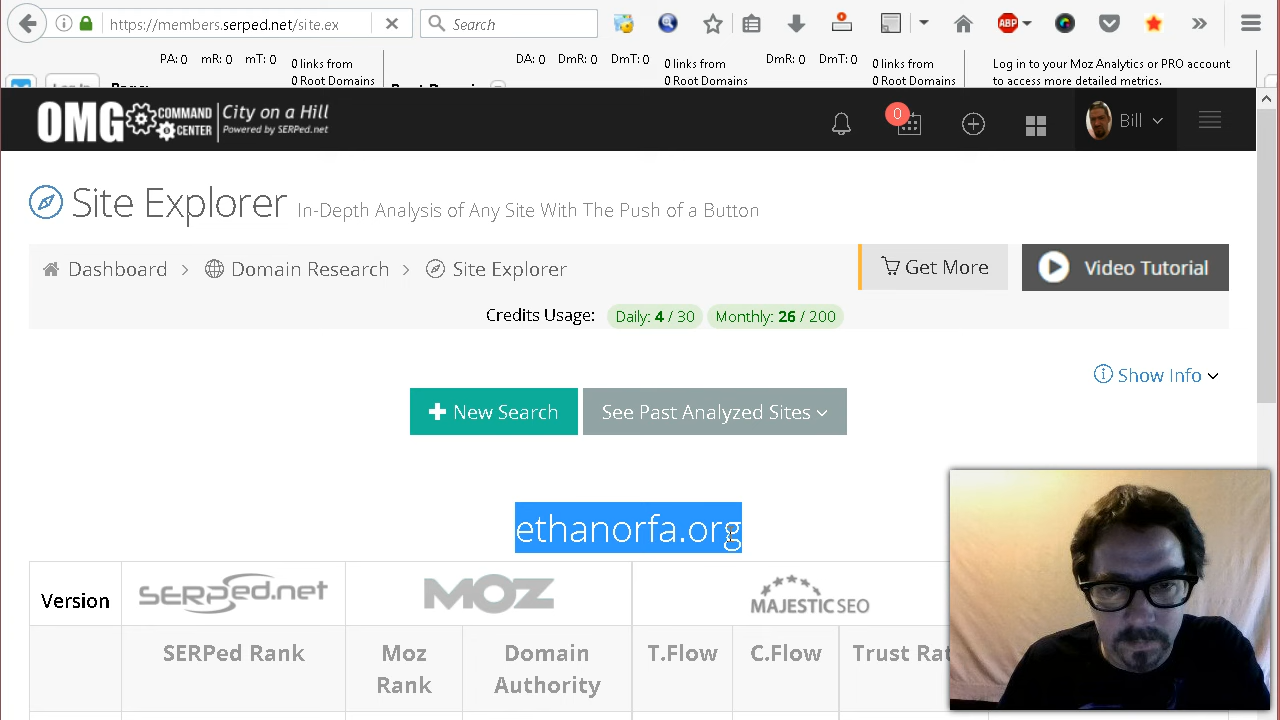 https://members.serped.net/site.ex
Search
ABP
PA: 0 mR: 0 mT: 0
0 links from
0 Root Domains
DA: 0 DmR: 0 DmT: 0
0 links from
0 Root Domains
DmR: 0 DmT: 0
0 links from
0 Root Domains
Log in to your Moz Analytics or PRO account
to access more detailed metrics.
OMG COMMAND CENTER
City on a Hill
Powered by SERPed.net
0
Bill
Site Explorer In-Depth Analysis of Any Site With The Push of a Button
Dashboard > Domain Research > Site Explorer
Get More
Video Tutorial
Credits Usage: Daily: 4 / 30 Monthly: 26 / 200
Show Info
New Search
See Past Analyzed Sites
ethanorfa.org
Version
SERPed.net
MOZ
MAJESTIC SEO
SERPed Rank
Moz Rank
Domain Authority
T.Flow
C.Flow
Trust Rat